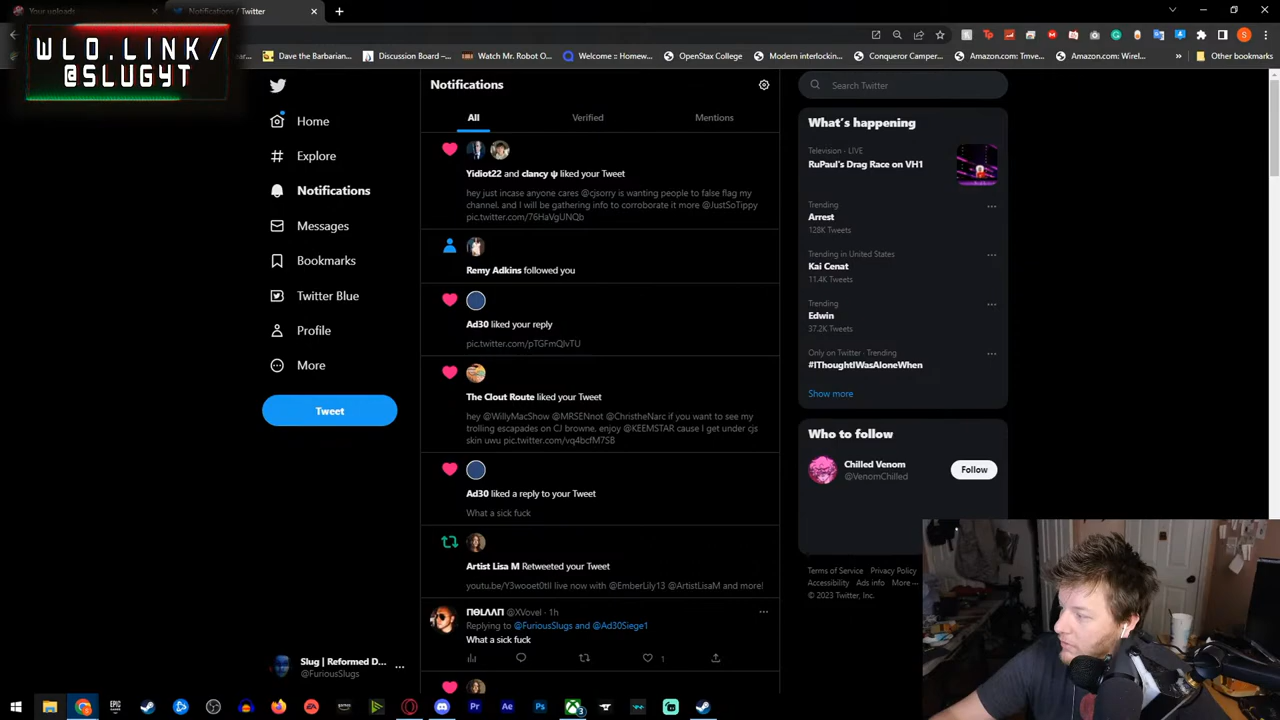 Your uploads
Notifications / Twitter
WLO.LINK/
@SLUGYT
Dave the Barbarian...
Discussion Board –...
Watch Mr. Robot O...
Welcome :: Homew...
OpenStax College
Modern interlockin...
Conqueror Camper...
Amazon.com: Two...
Amazon.com: Wirel...
Other bookmarks
Home
Explore
Notifications
Messages
Bookmarks
Twitter Blue
Profile
More
Tweet
Slug | Reformed D...
@FuriousSlugs
Notifications
All
Verified
Mentions
Yidiot22 and clancy ψ liked your Tweet
hey just incase anyone cares @cjsorry is wanting people to false flag my
channel. and I will be gathering info to corroborate it more @JustSoTippy
pic.twitter.com/76HaVgUNQb
Remy Adkins followed you
Ad30 liked your reply
pic.twitter.com/pTGFmQJvTU
The Clout Route liked your Tweet
hey @WillyMacShow @MRSENnot @ChristheNarc if you want to see my
trolling escapades on CJ browne, enjoy @KEEMSTAR cause I get under cjs
skin uwu pic.twitter.com/vq4bcfM7S8
Ad30 liked a reply to your Tweet
What a sick fuck
Artist Lisa M Retweeted your Tweet
youtu.be/Y3wooet0tII live now with @EmberLily13 @ArtistLisaM and more!
@XVovel · 1h
Replying to @FuriousSlugs and @Ad30Siege1
What a sick fuck
1
Search Twitter
What's happening
Television · LIVE
RuPaul's Drag Race on VH1
Trending
Arrest
128K Tweets
Trending in United States
Kai Cenat
11.4K Tweets
Trending
Edwin
37.2K Tweets
Only on Twitter · Trending
#IThoughtIWasAloneWhen
Show more
Who to follow
Chilled Venom
@VenomChilled
Follow
Terms of Service Privacy Policy
Accessibility Ads info More ···
© 2023 Twitter, Inc.